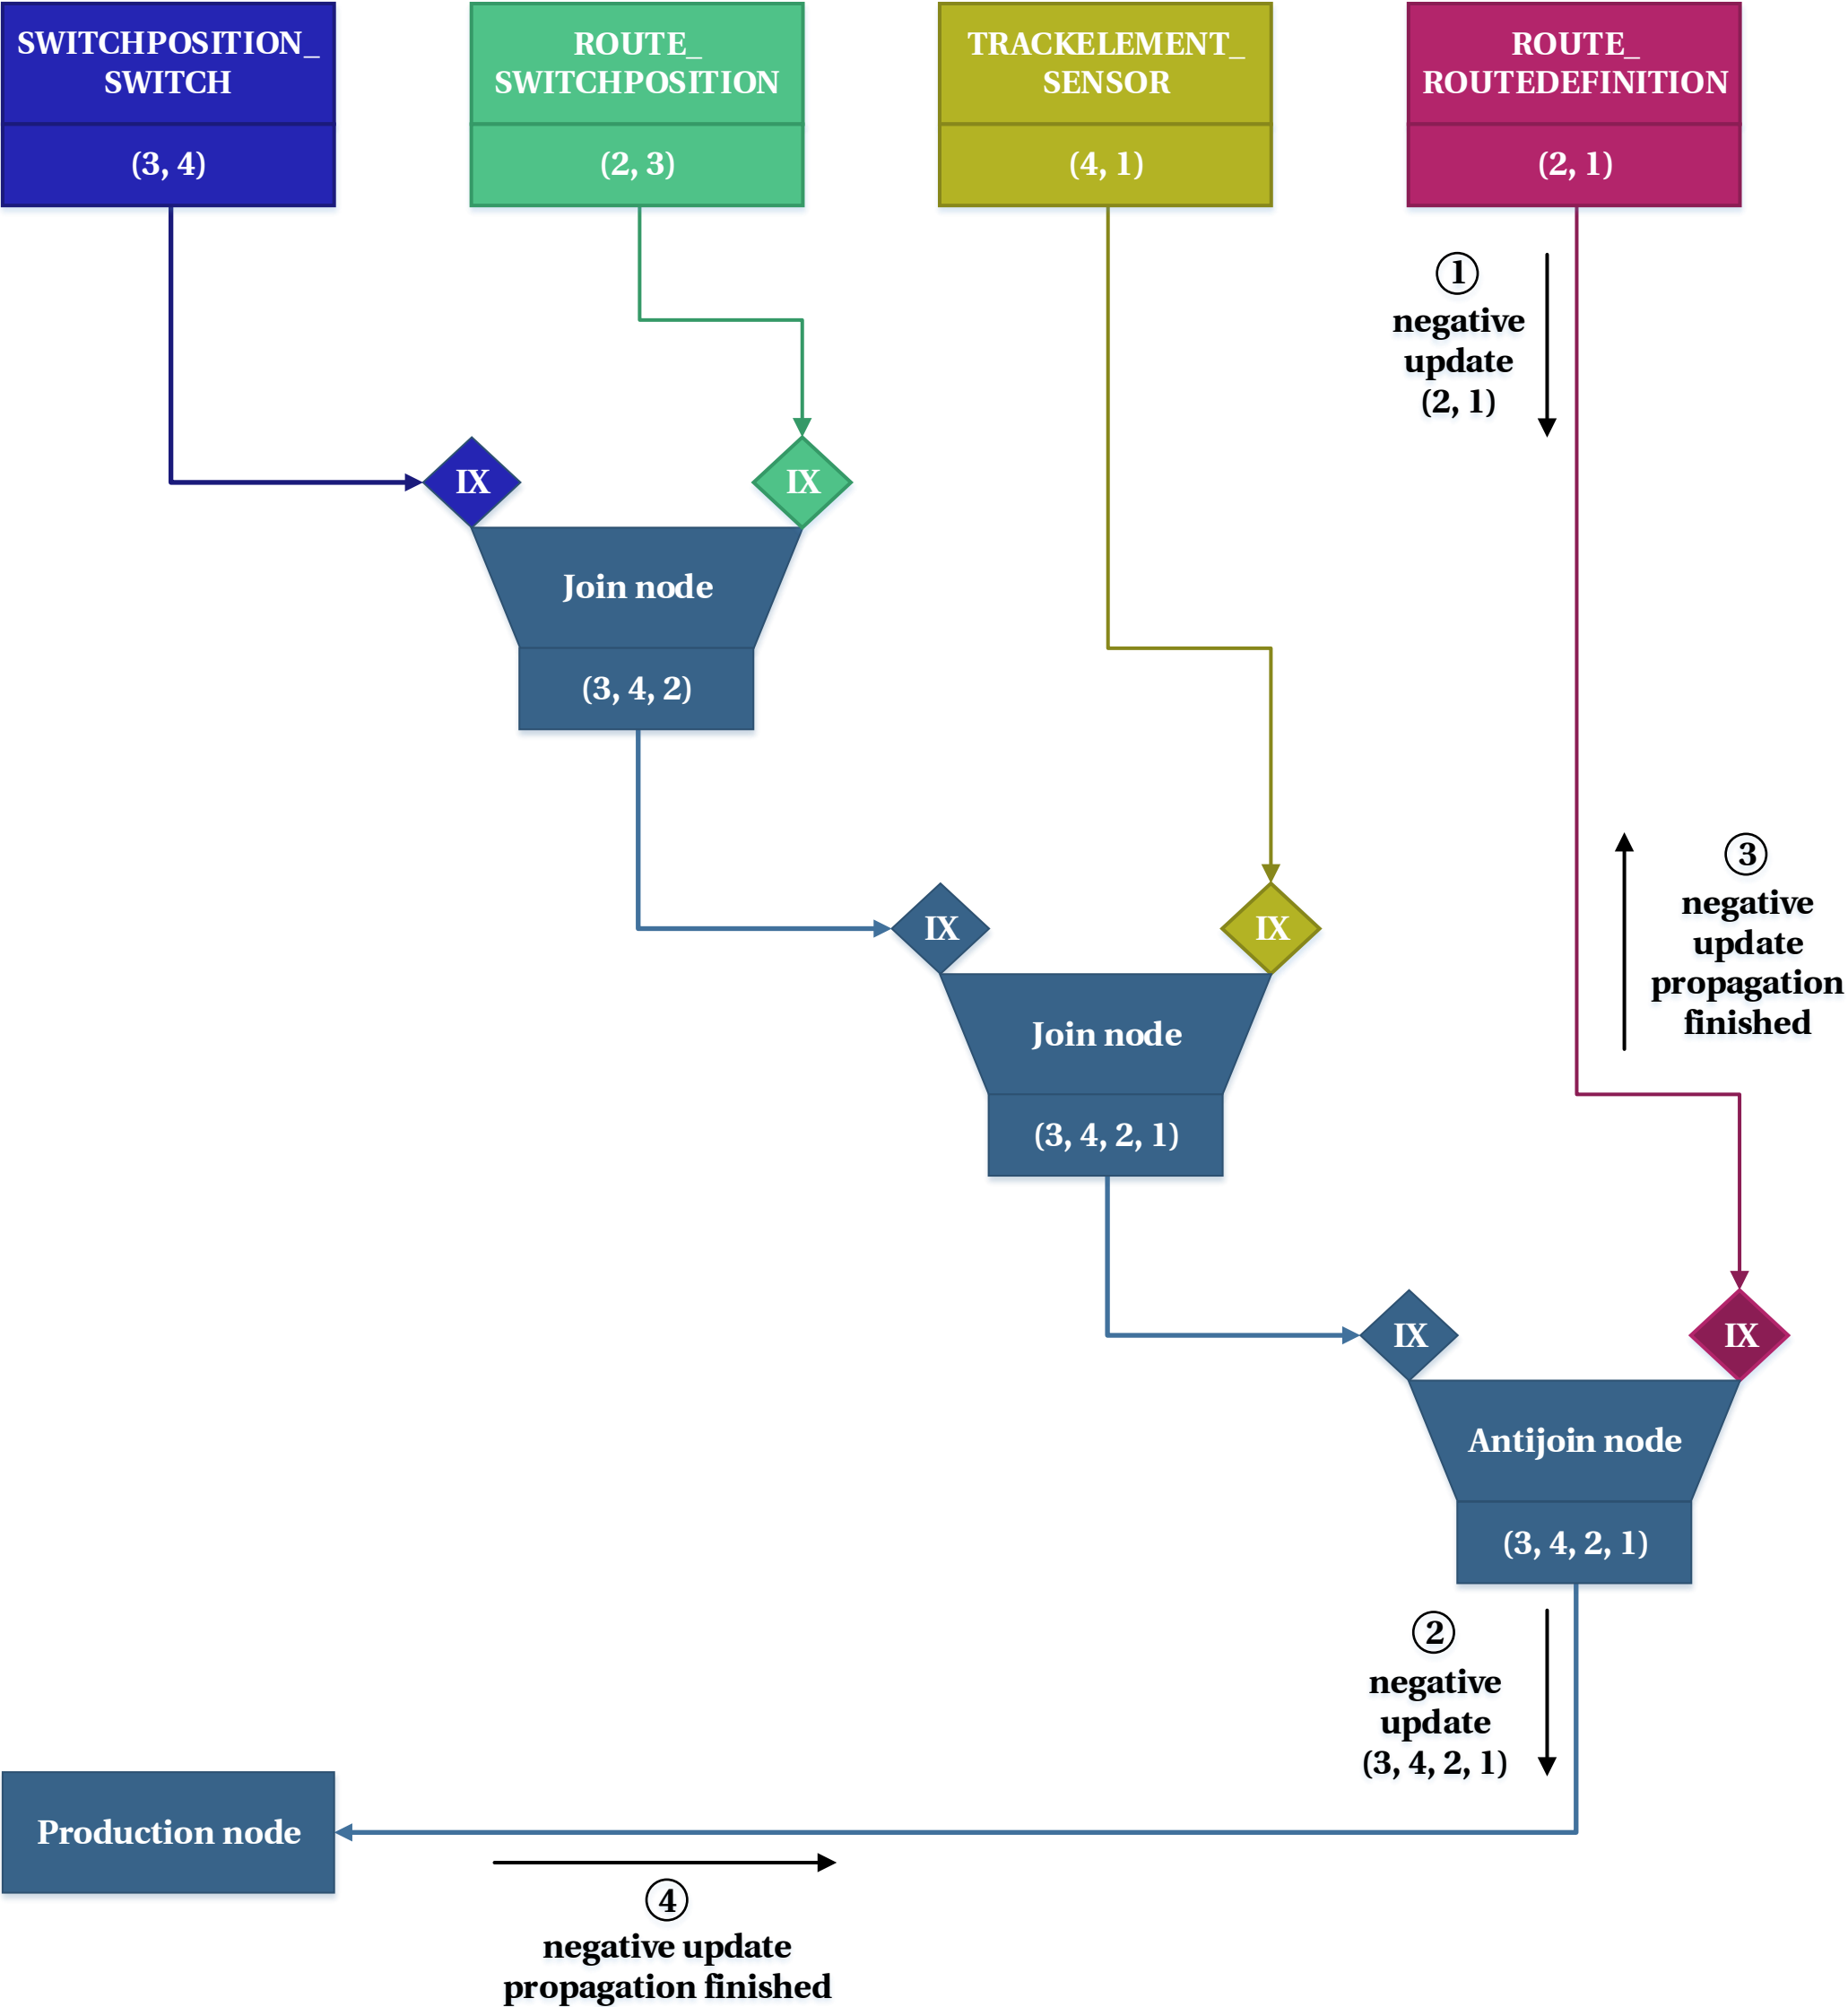 SWITCHPOSITION_
SWITCH
(3, 4)
ROUTE_
SWITCHPOSITION
(2, 3)
TRACKELEMENT_
SENSOR
(4, 1)
ROUTE_
ROUTEDEFINITION
(2, 1)
1
negative
update
(2, 1)
IX
IX
Join node
(3, 4, 2)
3
negative
update
propagation
finished
IX
IX
Join node
(3, 4, 2, 1)
IX
IX
Antijoin node
(3, 4, 2, 1)
2
negative
update
(3, 4, 2, 1)
Production node
4
negative update
propagation finished